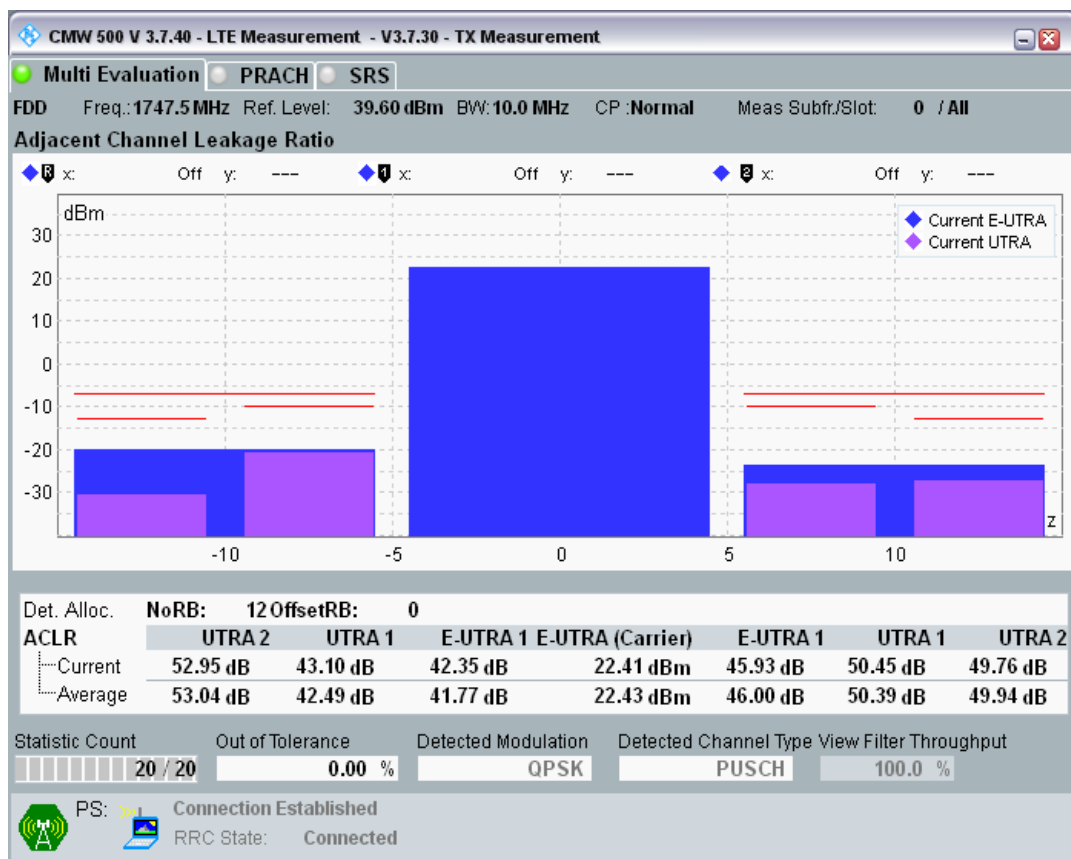 CMW 500 V 3.7.40 - LTE Measurement - V3.7.30 - TX Measurement
Multi Evaluation PRACH SRS
FDD Freq.: 1747.5 MHz Ref. Level: 39.60 dBm BW: 10.0 MHz CP :Normal Meas Subfr./Slot: 0 / All
Adjacent Channel Leakage Ratio
R x: Off y: --- 1 x: Off y: --- 2 x: Off y: ---
dBm
Current E-UTRA
Current UTRA
30
20
10
0
-10
-20
-30
z
-10 -5 0 5 10
Det. Alloc. NoRB: 12 OffsetRB: 0
ACLR UTRA 2 UTRA 1 E-UTRA 1 E-UTRA (Carrier) E-UTRA 1 UTRA 1 UTRA 2
Current 52.95 dB 43.10 dB 42.35 dB 22.41 dBm 45.93 dB 50.45 dB 49.76 dB
Average 53.04 dB 42.49 dB 41.77 dB 22.43 dBm 46.00 dB 50.39 dB 49.94 dB
Statistic Count Out of Tolerance Detected Modulation Detected Channel Type View Filter Throughput
20 / 20 0.00 % QPSK PUSCH 100.0 %
PS: Connection Established
RRC State: Connected